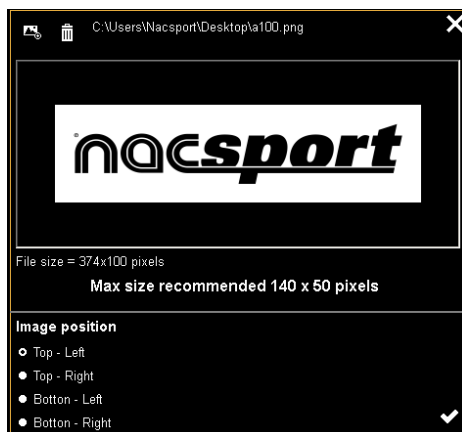 C:\Users\Nacsport\Desktop\a100.png
nacsport
File size = 374x100 pixels
Max size recommended 140 x 50 pixels
Image position
Top - Left
Top - Right
Botton - Left
Botton - Right